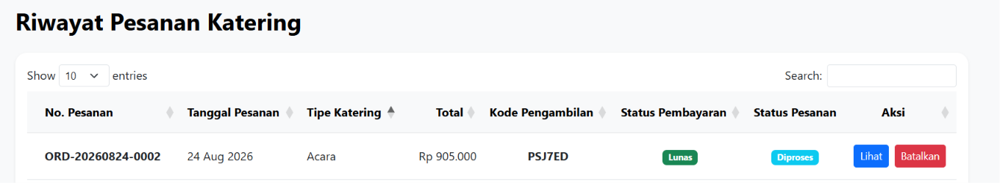 Riwayat Pesanan Katering
Show 10 entries Search:
No. Pesanan Tanggal Pesanan Tipe Katering Total Kode Pengambilan Status Pembayaran Status Pesanan Aksi
ORD-20260824-0002 24 Aug 2026 Acara Rp 905.000 PSJ7ED Lunas Diproses Lihat Batalkan